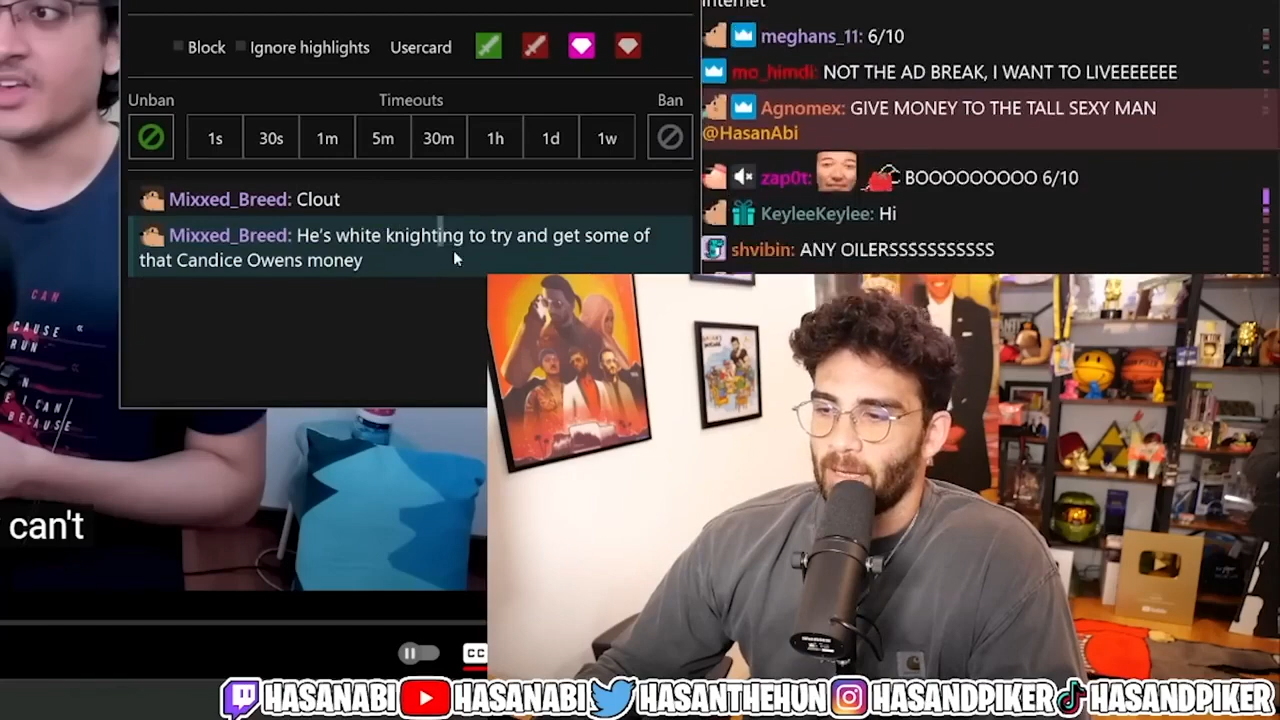 internet
Block Ignore highlights Usercard
Unban Timeouts Ban
1s 30s 1m 5m 30m 1h 1d 1w
Mixxed_Breed: Clout
Mixxed_Breed: He's white knighting to try and get some of
that Candice Owens money
meghans_11: 6/10
mo_himdi: NOT THE AD BREAK, I WANT TO LIVEEEEEEE
Agnomex: GIVE MONEY TO THE TALL SEXY MAN
@HasanAbi
zap0t: BOOOOOOOOO 6/10
KeyleeKeylee: Hi
shvibin: ANY OILERSSSSSSSSSSS
CAN
CAUSE
RUN
I CAN
BECAUSE
can't
CC
HASANABI HASANABI HASANTHEHUN HASANDPIKER HASANDPIKER